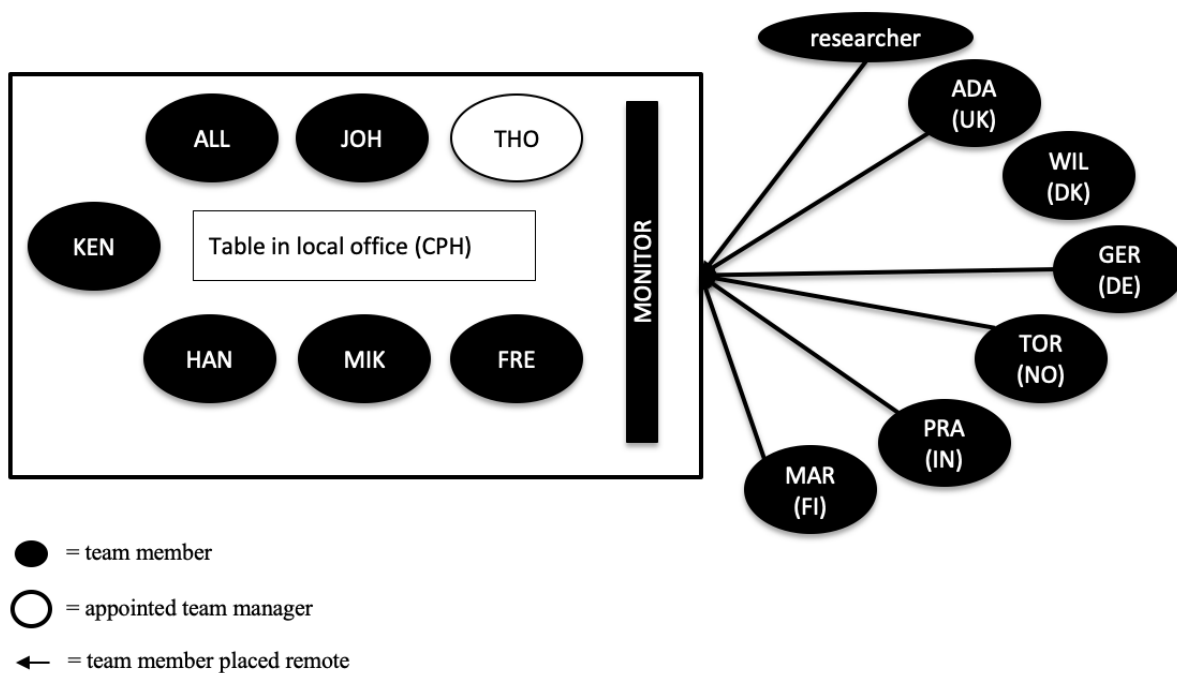 researcher
ADA
(UK)
WIL
(DK)
GER
(DE)
TOR
(NO)
PRA
(IN)
MAR
(FI)
ALL
JOH
THO
KEN
Table in local office (CPH)
MONITOR
HAN
MIK
FRE
= team member
= appointed team manager
= team member placed remote